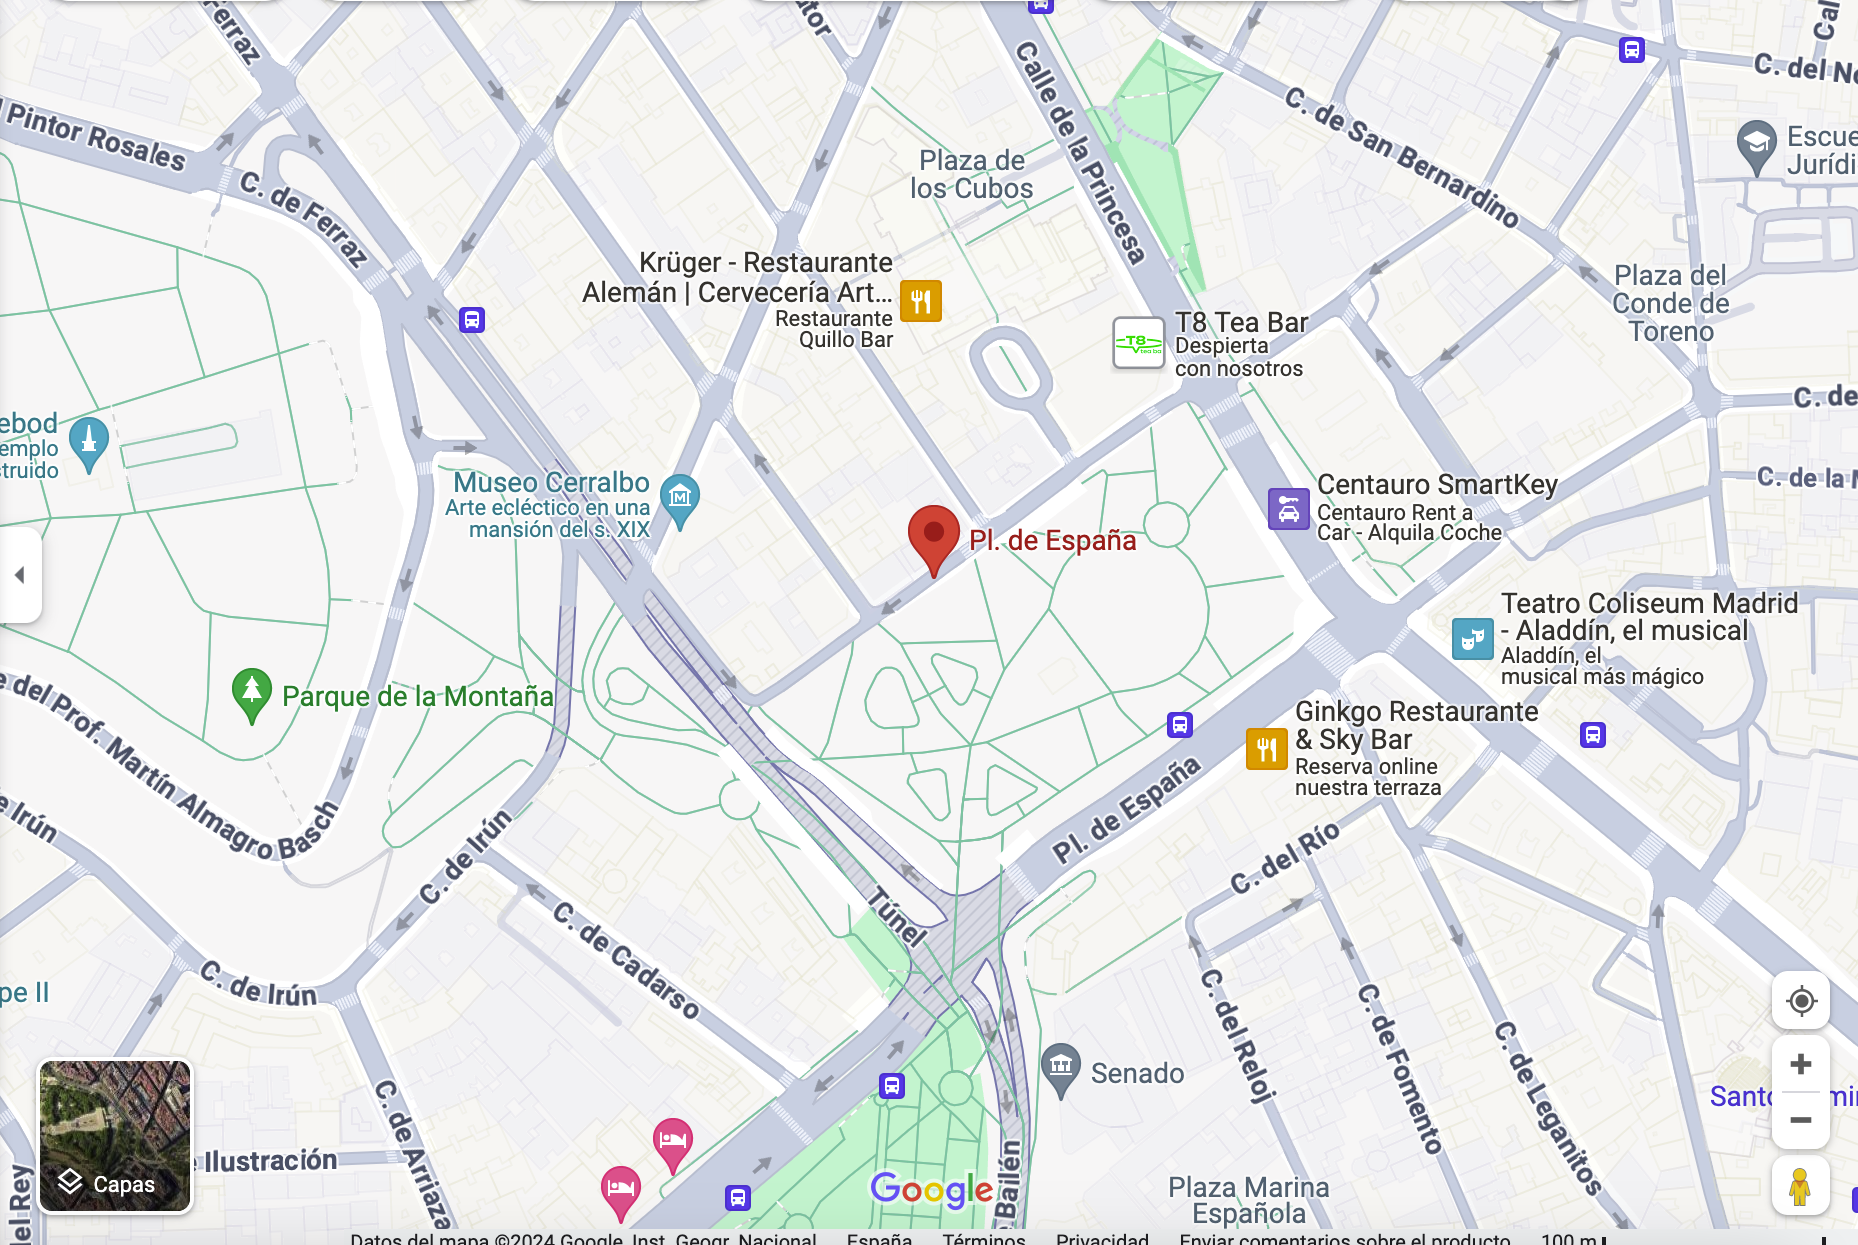 Ferraz
Pintor Rosales
C. de Ferraz
Calle de la Princesa
C. de San Bernardino
C. del No
Cal
Escue
Jurídi
Plaza de
los Cubos
Krüger - Restaurante
Alemán | Cervecería Art...
Restaurante
Quillo Bar
T8
tea bar
T8 Tea Bar
Despierta
con nosotros
Plaza del
Conde de
Toreno
C. de
C. de la M
ebod
emplo
struido
Museo Cerralbo
Arte ecléctico en una
mansión del s. XIX
Pl. de España
Centauro SmartKey
Centauro Rent a
Car - Alquila Coche
Teatro Coliseum Madrid
- Aladdín, el musical
Aladdín, el
musical más mágico
Parque de la Montaña
Ginkgo Restaurante
& Sky Bar
Reserva online
nuestra terraza
e del Prof. Martín Almagro Basch
e Irún
C. de Irún
Pl. de España
C. del Río
Túnel
C. de Cadarso
C. de Irún
pe II
C. del Reloj
C. de Fomento
C. de Leganitos
Senado
C. de Arriaza
e Ilustración
Capas
el Rey
Google
Bailén
Plaza Marina
Española
Santo
mi
Datos del mapa ©2024 Google, Inst. Geogr. Nacional España Términos Privacidad Enviar comentarios sobre el producto 100 m